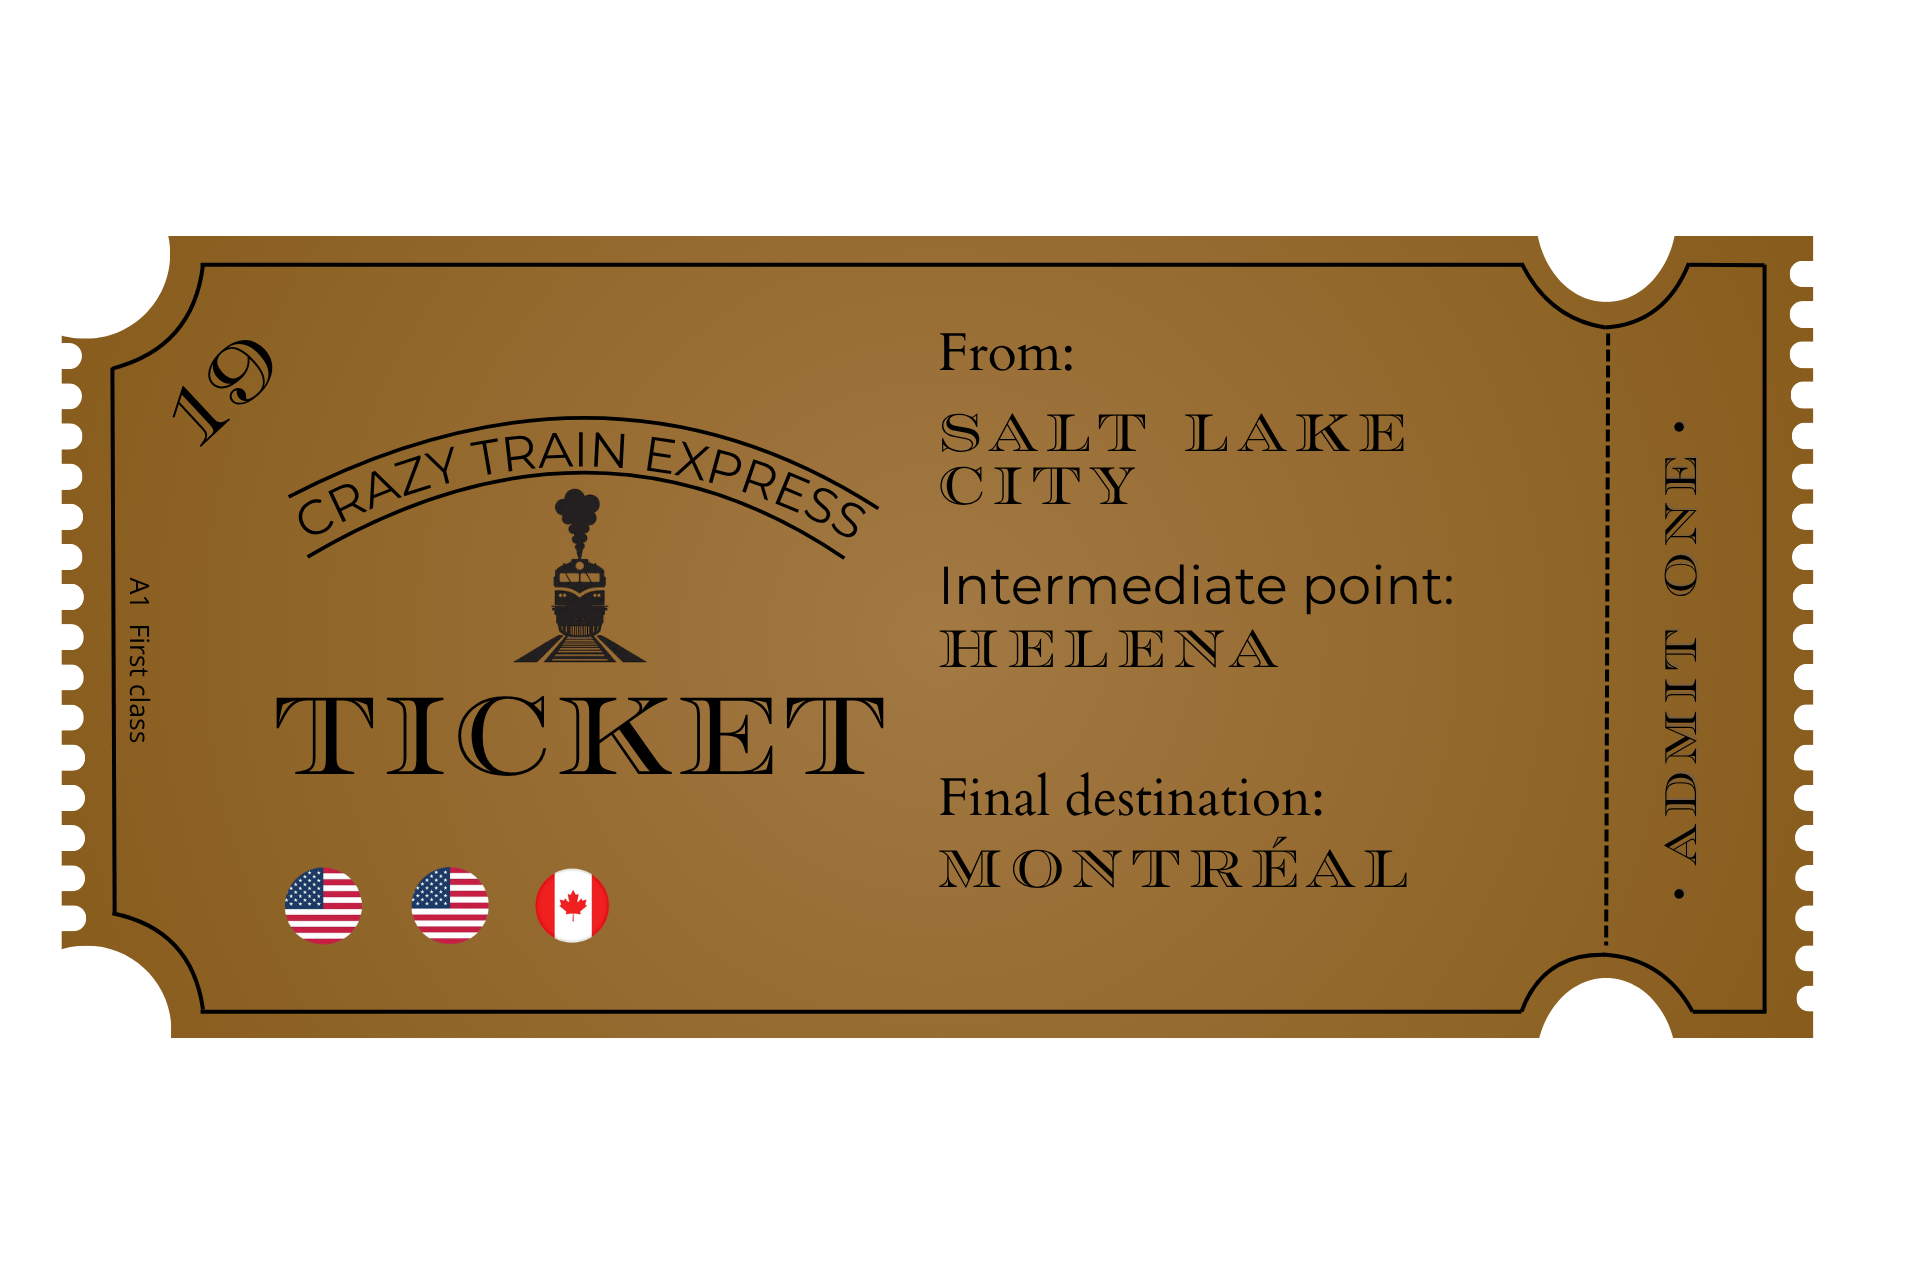 19
CRAZY TRAIN EXPRESS
TICKET
A1 First class
From:
SALT LAKE
CITY
Intermediate point:
HELENA
Final destination:
MONTRÉAL
• ADMIT ONE •